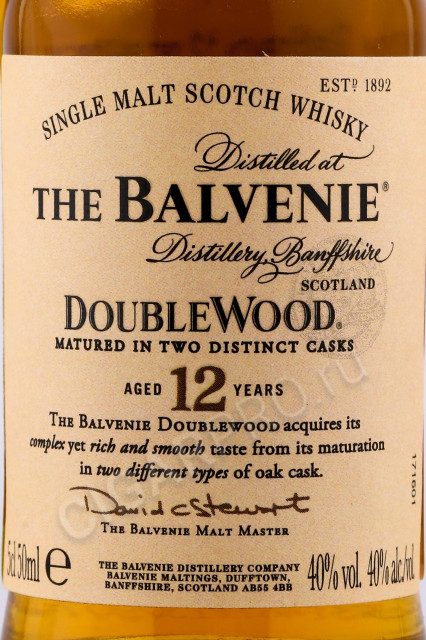 ESTD 1892
SINGLE MALT SCOTCH WHISKY
Distilled at
THE BALVENIE®
Distillery, Banffshire
SCOTLAND
DOUBLEWOOD®
MATURED IN TWO DISTINCT CASKS
AGED 12 YEARS
THE BALVENIE DOUBLEWOOD acquires its
complex yet rich and smooth taste from its maturation
in two different types of oak cask.
David C Stewart
THE BALVENIE MALT MASTER
5cl 50ml e
THE BALVENIE DISTILLERY COMPANY
BALVENIE MALTINGS, DUFFTOWN,
BANFFSHIRE, SCOTLAND AB55 4BB
40% vol. 40% alc./vol.
171601